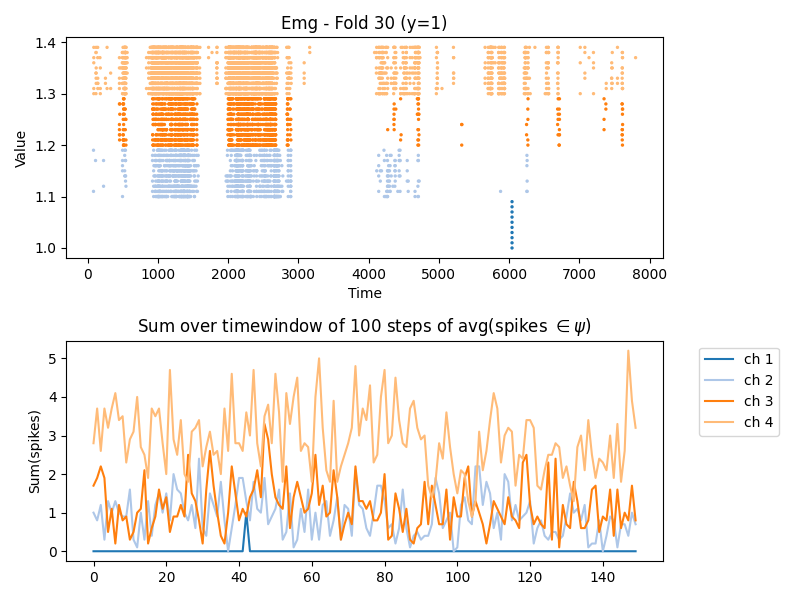 Emg - Fold 30 (y=1)
Value
1.4
1.3
1.2
1.1
1.0
0 1000 2000 3000 4000 5000 6000 7000 8000
Time
Sum over timewindow of 100 steps of avg(spikes ∈ ψ)
Sum(spikes)
5
4
3
2
1
0
0 20 40 60 80 100 120 140
ch 1
ch 2
ch 3
ch 4